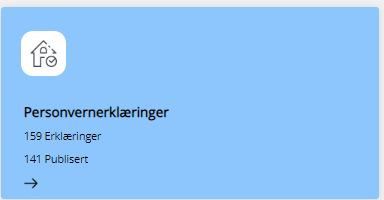 Personvernerklæringer
159 Erklæringer
141 Publisert